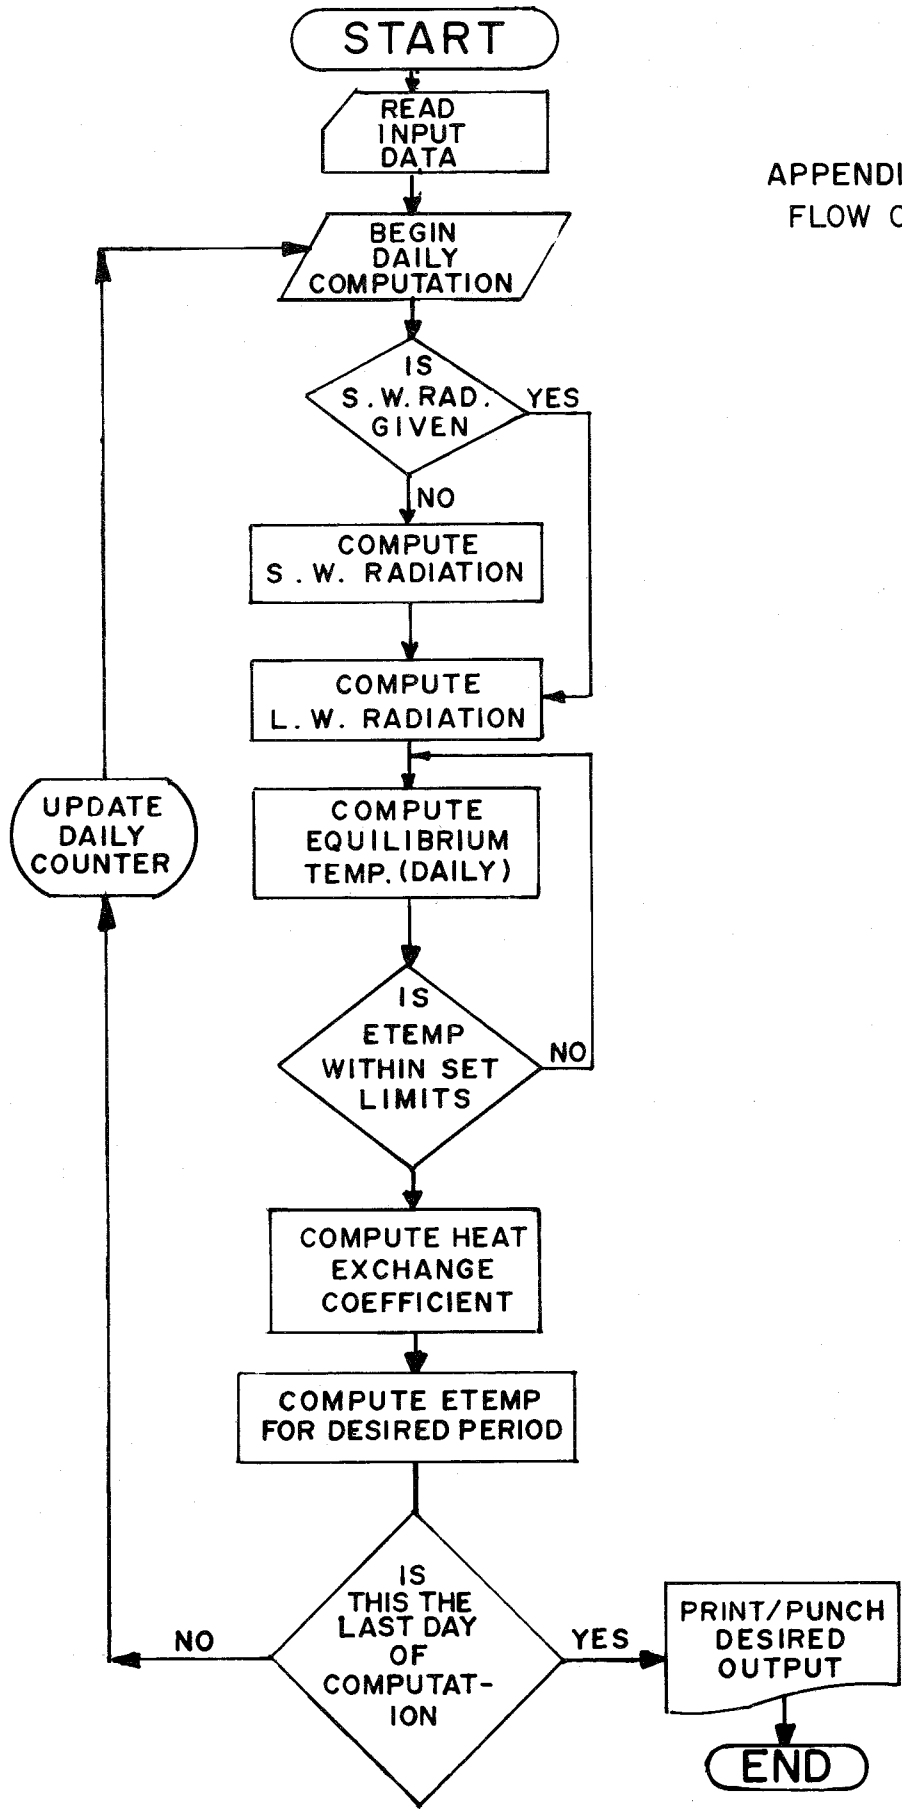 START
READ
INPUT
DATA
APPENDI
FLOW C
BEGIN
DAILY
COMPUTATION
IS
S.W.RAD.
GIVEN
YES
NO
COMPUTE
S.W. RADIATION
COMPUTE
L.W. RADIATION
UPDATE
DAILY
COUNTER
COMPUTE
EQUILIBRIUM
TEMP.(DAILY)
IS
ETEMP
WITHIN SET
LIMITS
NO
COMPUTE HEAT
EXCHANGE
COEFFICIENT
COMPUTE ETEMP
FOR DESIRED PERIOD
IS
THIS THE
LAST DAY
OF
COMPUTAT-
ION
NO
YES
PRINT/PUNCH
DESIRED
OUTPUT
END